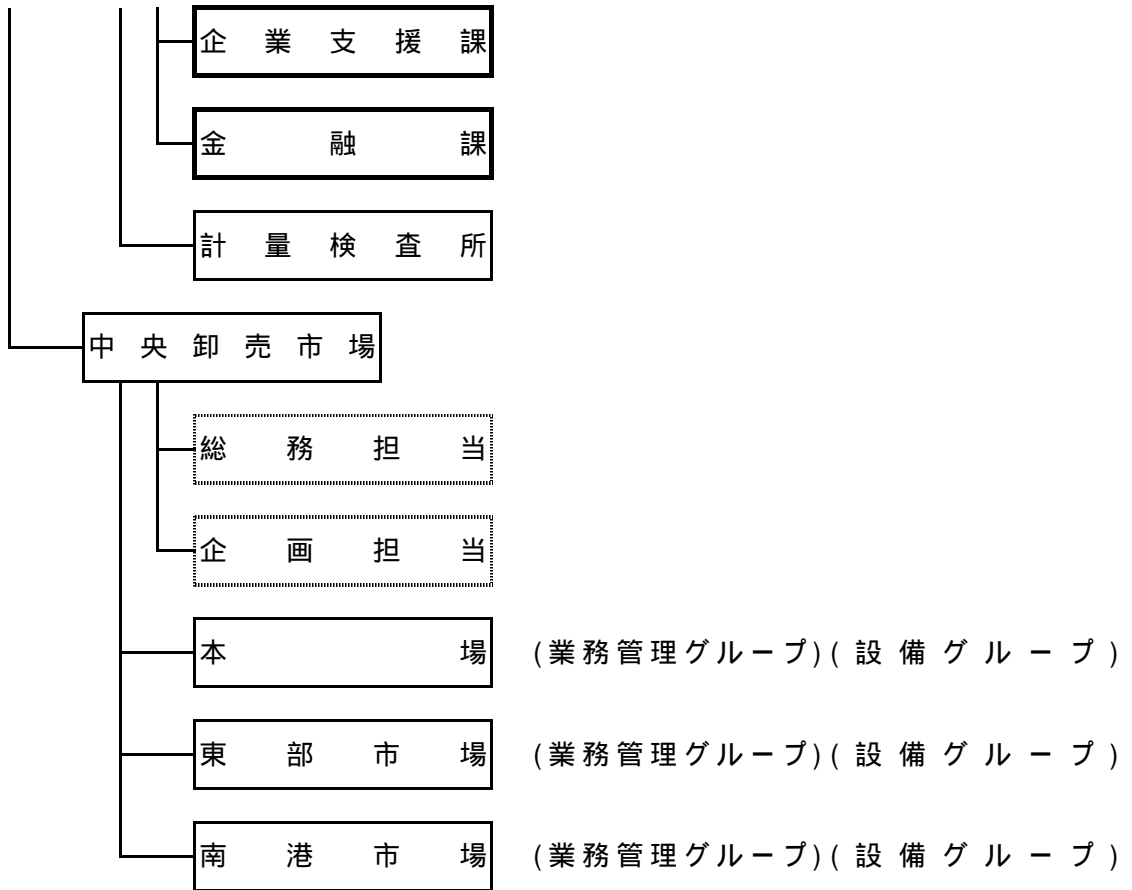 企業支援課
金融課
計量検査所
中央卸売市場
総務担当
企画担当
本場 (業務管理グループ)(設備グループ)
東部市場 (業務管理グループ)(設備グループ)
南港市場 (業務管理グループ)(設備グループ)